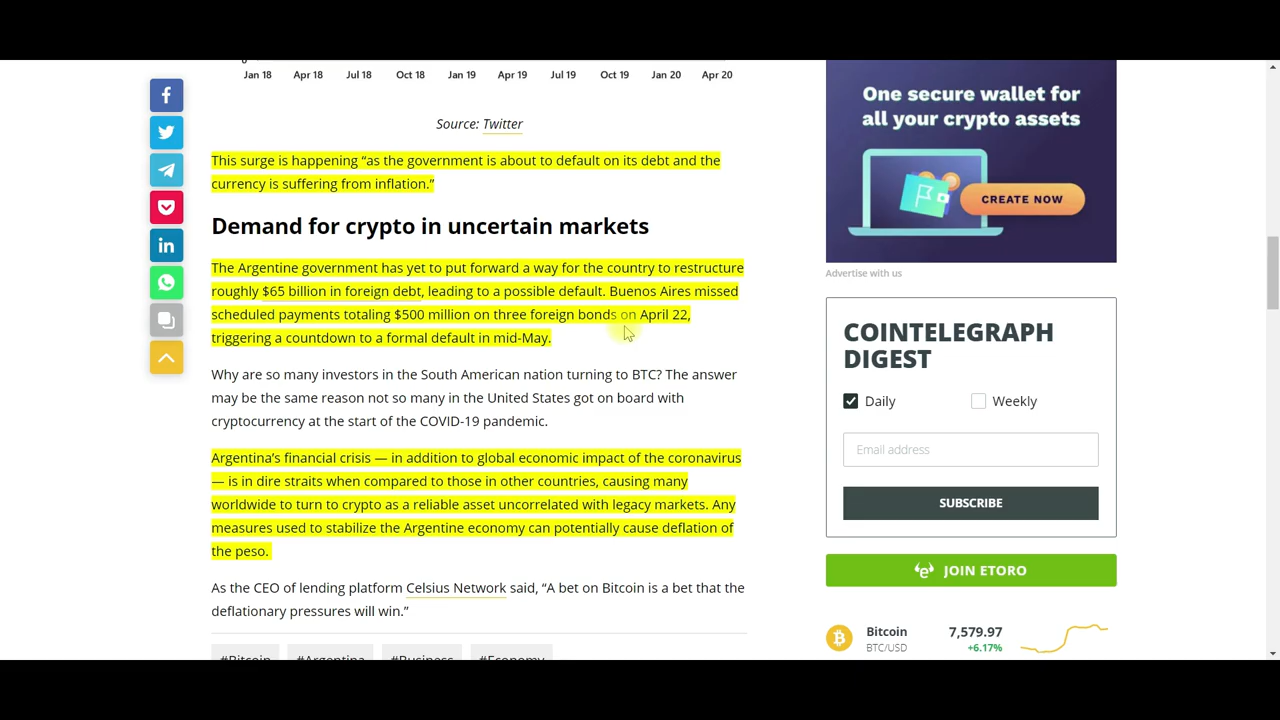 Jan 18 Apr 18 Jul 18 Oct 18 Jan 19 Apr 19 Jul 19 Oct 19 Jan 20 Apr 20
Source: Twitter
This surge is happening “as the government is about to default on its debt and the
currency is suffering from inflation.”
Demand for crypto in uncertain markets
The Argentine government has yet to put forward a way for the country to restructure
roughly $65 billion in foreign debt, leading to a possible default. Buenos Aires missed
scheduled payments totaling $500 million on three foreign bonds on April 22,
triggering a countdown to a formal default in mid-May.
Why are so many investors in the South American nation turning to BTC? The answer
may be the same reason not so many in the United States got on board with
cryptocurrency at the start of the COVID-19 pandemic.
Argentina’s financial crisis — in addition to global economic impact of the coronavirus
— is in dire straits when compared to those in other countries, causing many
worldwide to turn to crypto as a reliable asset uncorrelated with legacy markets. Any
measures used to stabilize the Argentine economy can potentially cause deflation of
the peso.
As the CEO of lending platform Celsius Network said, “A bet on Bitcoin is a bet that the
deflationary pressures will win.”
#Bitcoin #Argentina #Business #Economy
One secure wallet for
all your crypto assets
CREATE NOW
Advertise with us
COINTELEGRAPH
DIGEST
Daily Weekly
Email address
SUBSCRIBE
JOIN ETORO
Bitcoin 7,579.97
BTC/USD +6.17%